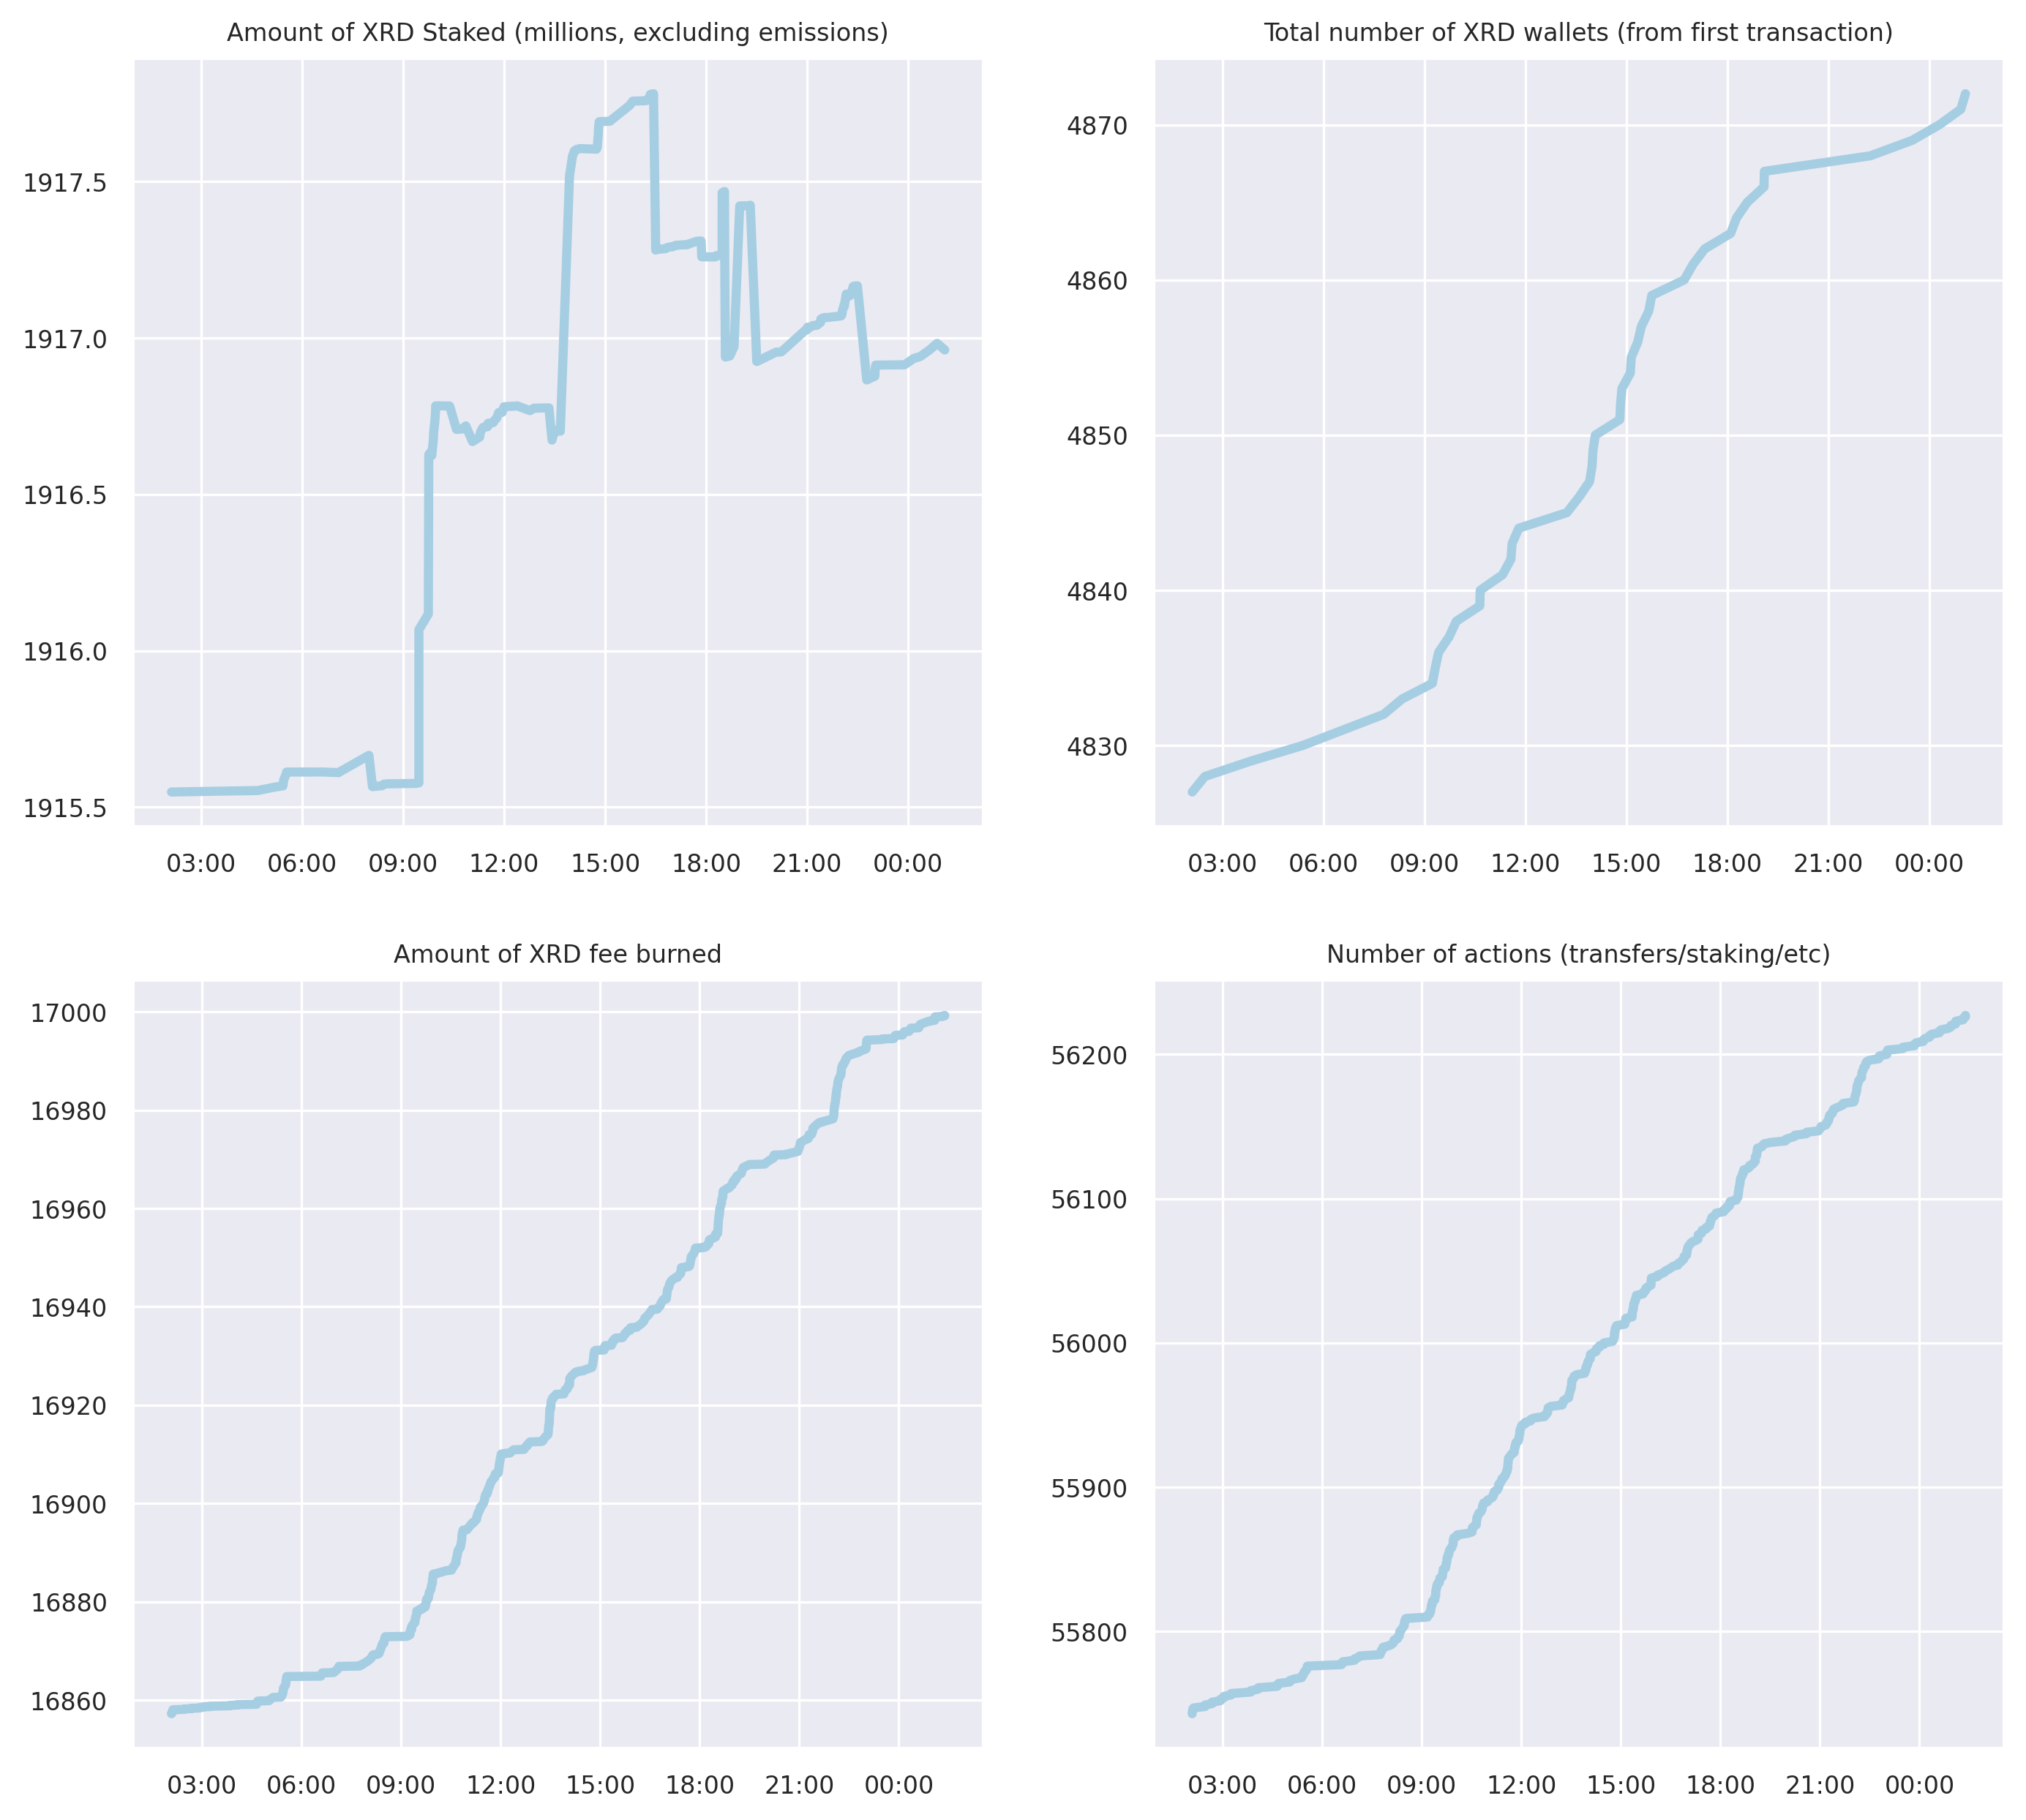 Amount of XRD Staked (millions, excluding emissions)
1917.5
1917.0
1916.5
1916.0
1915.5
03:00 06:00 09:00 12:00 15:00 18:00 21:00 00:00
Total number of XRD wallets (from first transaction)
4870
4860
4850
4840
4830
03:00 06:00 09:00 12:00 15:00 18:00 21:00 00:00
Amount of XRD fee burned
17000
16980
16960
16940
16920
16900
16880
16860
03:00 06:00 09:00 12:00 15:00 18:00 21:00 00:00
Number of actions (transfers/staking/etc)
56200
56100
56000
55900
55800
03:00 06:00 09:00 12:00 15:00 18:00 21:00 00:00